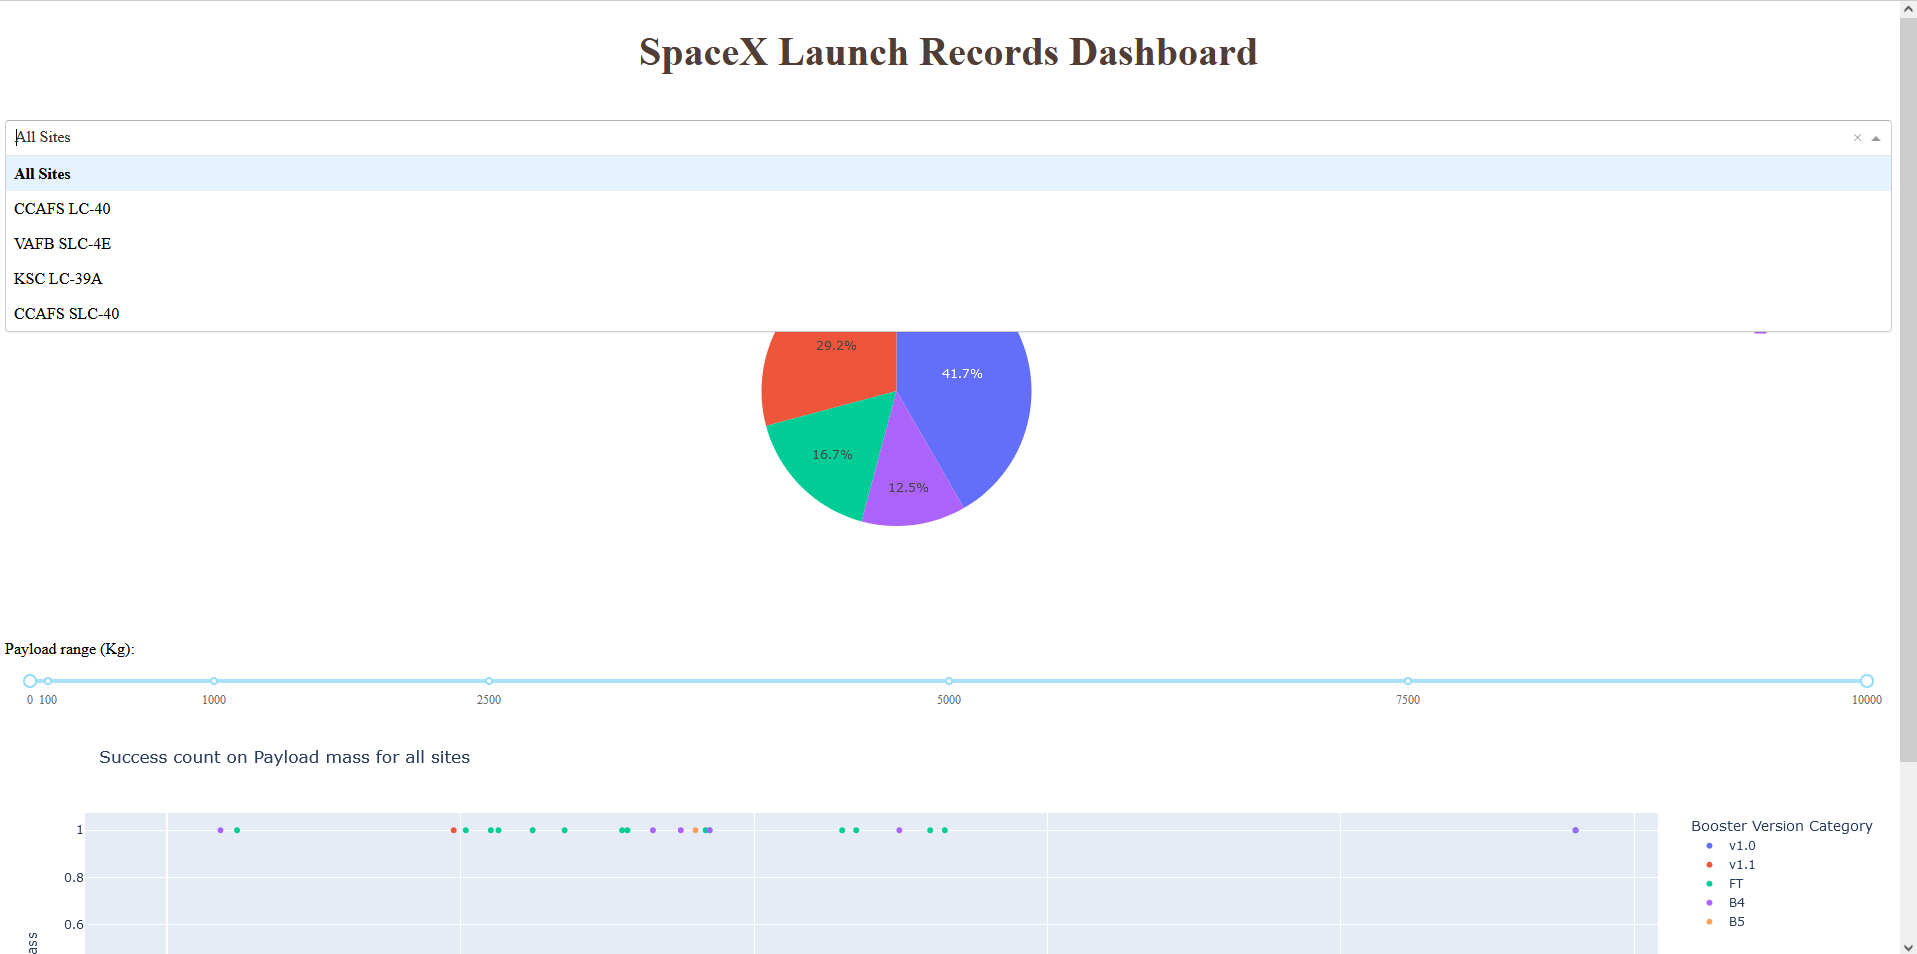 SpaceX Launch Records Dashboard
All Sites
All Sites
CCAFS LC-40
VAFB SLC-4E
KSC LC-39A
CCAFS SLC-40
29.2%
41.7%
16.7%
12.5%
Payload range (Kg):
0 100 1000 2500 5000 7500 10000
Success count on Payload mass for all sites
1
0.8
0.6
ass
Booster Version Category
v1.0
v1.1
FT
B4
B5